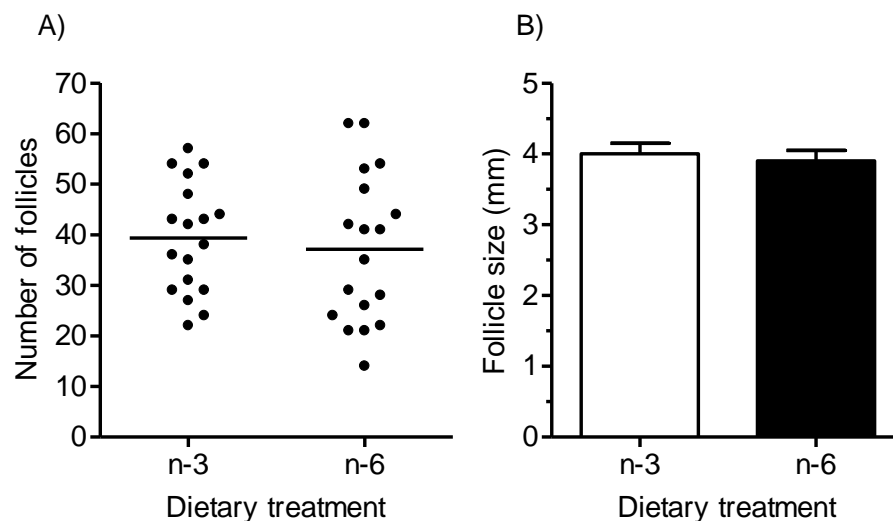 A)
Number of follicles
70
60
50
40
30
20
10
0
n-3
n-6
Dietary treatment
B)
Follicle size (mm)
5
4
3
2
1
0
n-3
n-6
Dietary treatment